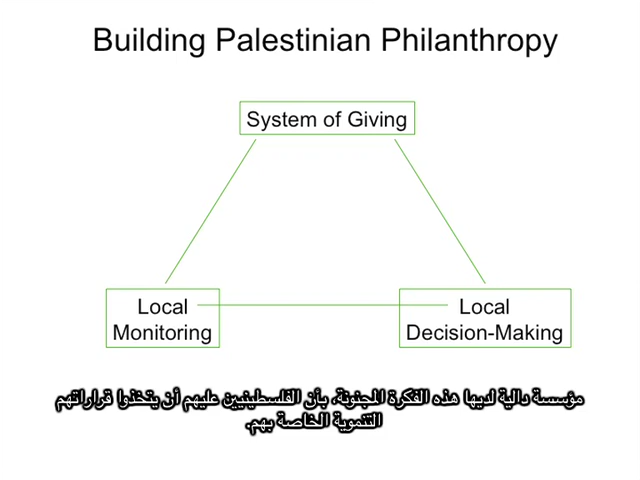 Building Palestinian Philanthropy
System of Giving
Local
Monitoring
Local
Decision-Making
مؤسسة دالية لديها هذه الفكرة المجنونة، بأن الفلسطينيين عليهم أن يتخذوا قراراتهم
التنموية الخاصة بهم.